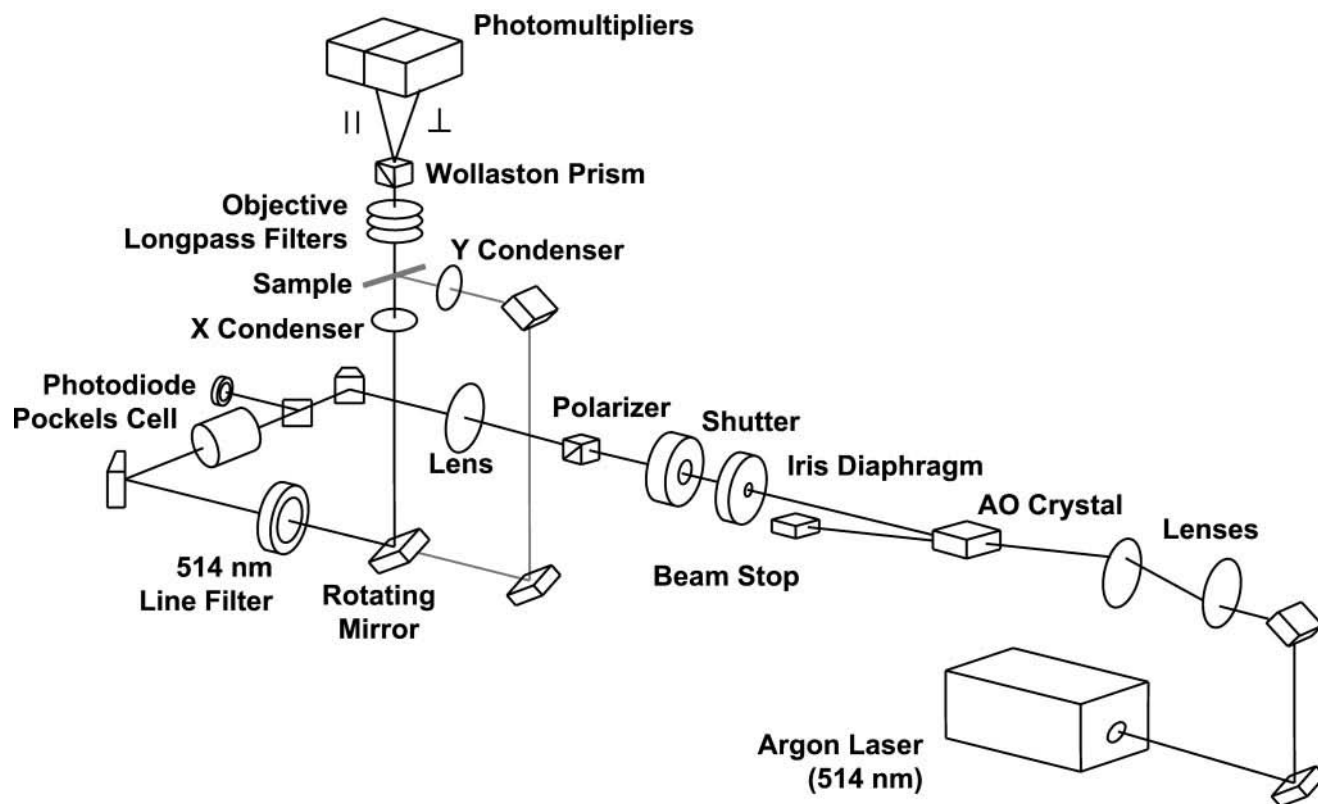 Photomultipliers
|| ⊥
Wollaston Prism
Objective
Longpass Filters
Y Condenser
Sample
X Condenser
Photodiode
Pockels Cell
Polarizer
Shutter
Lens
Iris Diaphragm
AO Crystal
Lenses
514 nm
Line Filter
Beam Stop
Rotating
Mirror
Argon Laser
(514 nm)